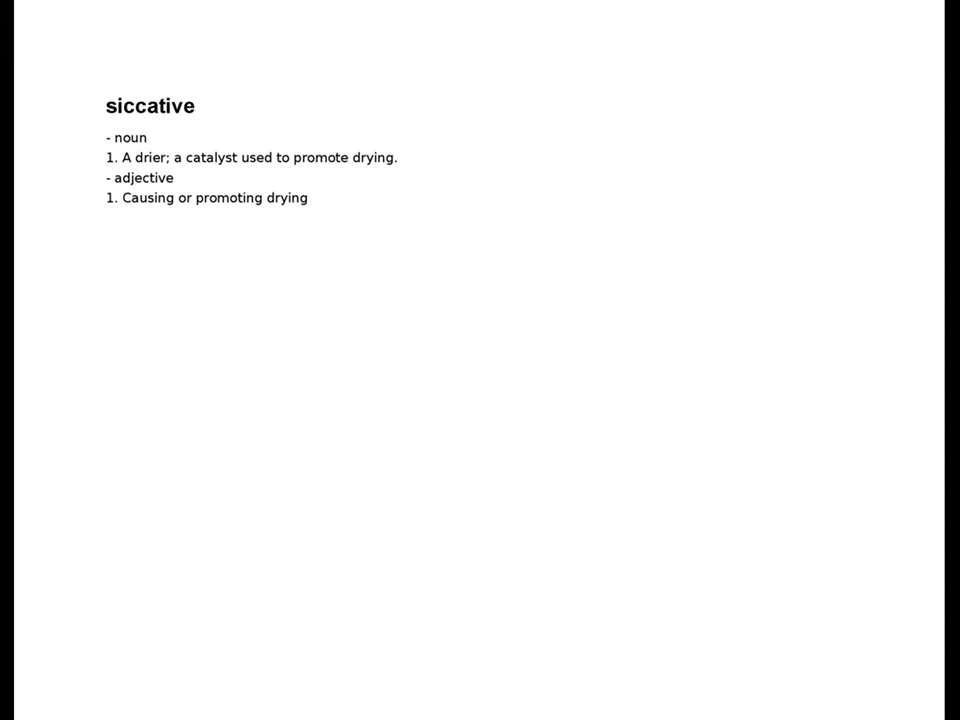 siccative
- noun
1. A drier; a catalyst used to promote drying.
- adjective
1. Causing or promoting drying